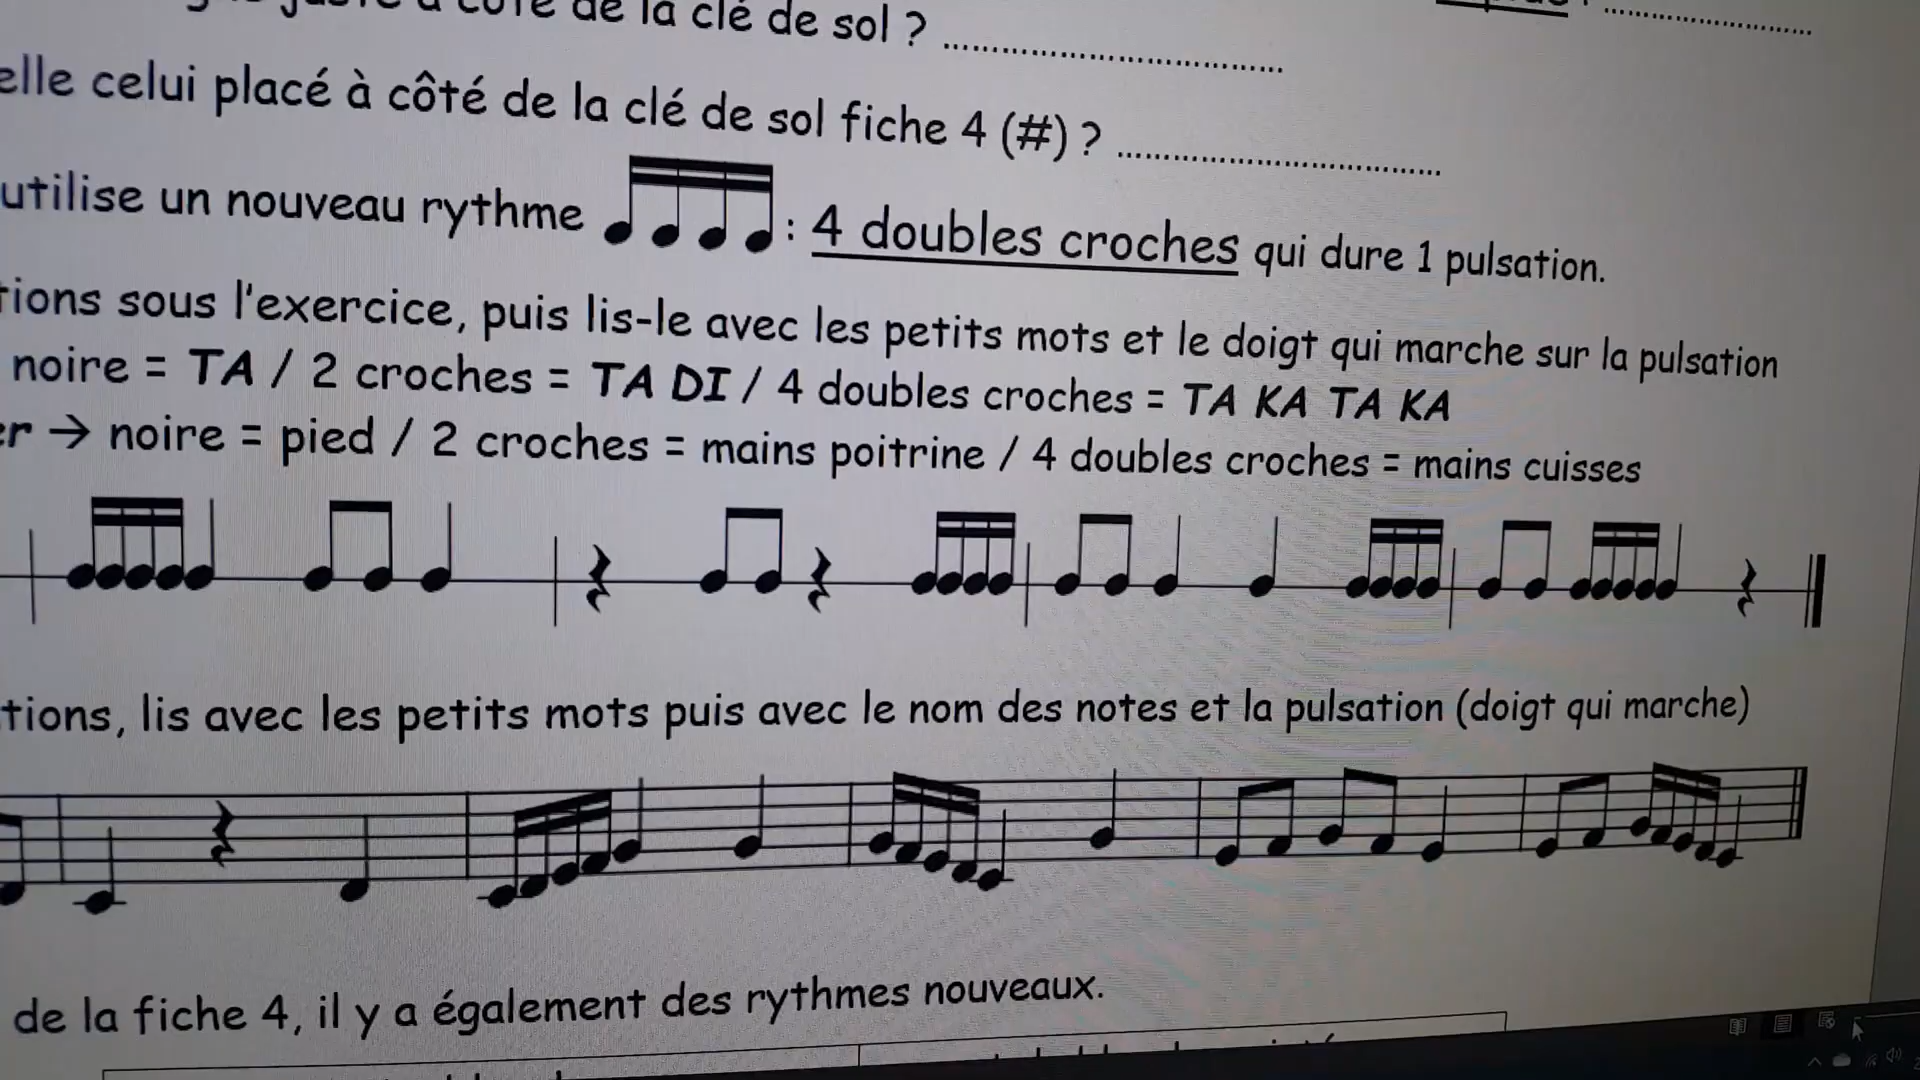 de la clé de sol ? ..........
elle celui placé à côté de la clé de sol fiche 4 (#) ? ..........
utilise un nouveau rythme : 4 doubles croches qui dure 1 pulsation.
tions sous l'exercice, puis lis-le avec les petits mots et le doigt qui marche sur la pulsation
noire = TA / 2 croches = TA DI / 4 doubles croches = TA KA TA KA
er → noire = pied / 2 croches = mains poitrine / 4 doubles croches = mains cuisses
tions, lis avec les petits mots puis avec le nom des notes et la pulsation (doigt qui marche)
de la fiche 4, il y a également des rythmes nouveaux.